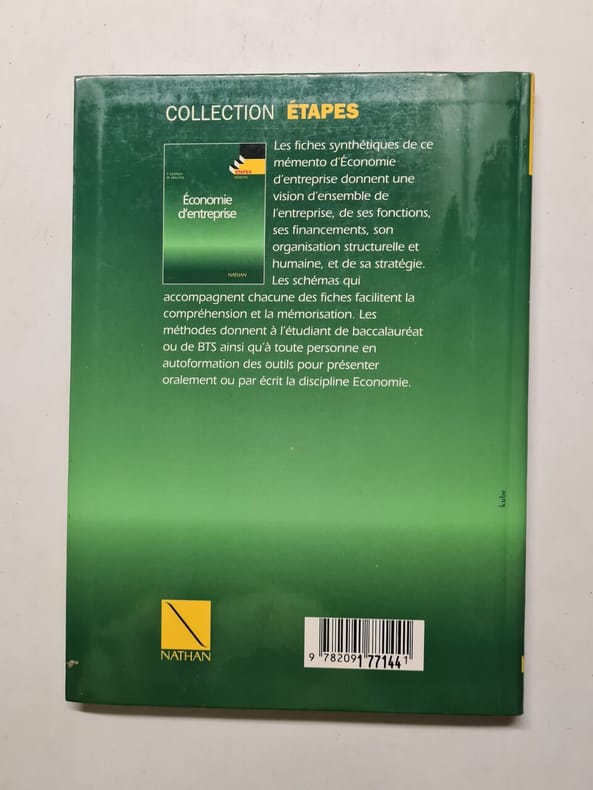 COLLECTION ÉTAPES
Les fiches synthétiques de ce
mémento d'Économie
d'entreprise donnent une
vision d'ensemble de
l'entreprise, de ses fonctions,
ses financements, son
organisation structurelle et
humaine, et de sa stratégie.
Les schémas qui
accompagnent chacune des fiches facilitent la
compréhension et la mémorisation. Les
méthodes donnent à l'étudiant de baccalauréat
ou de BTS ainsi qu'à toute personne en
autoformation des outils pour présenter
oralement ou par écrit la discipline Economie.
ÉTAPES
Économie
d'entreprise
NATHAN
kube
NATHAN
9 782091 771441